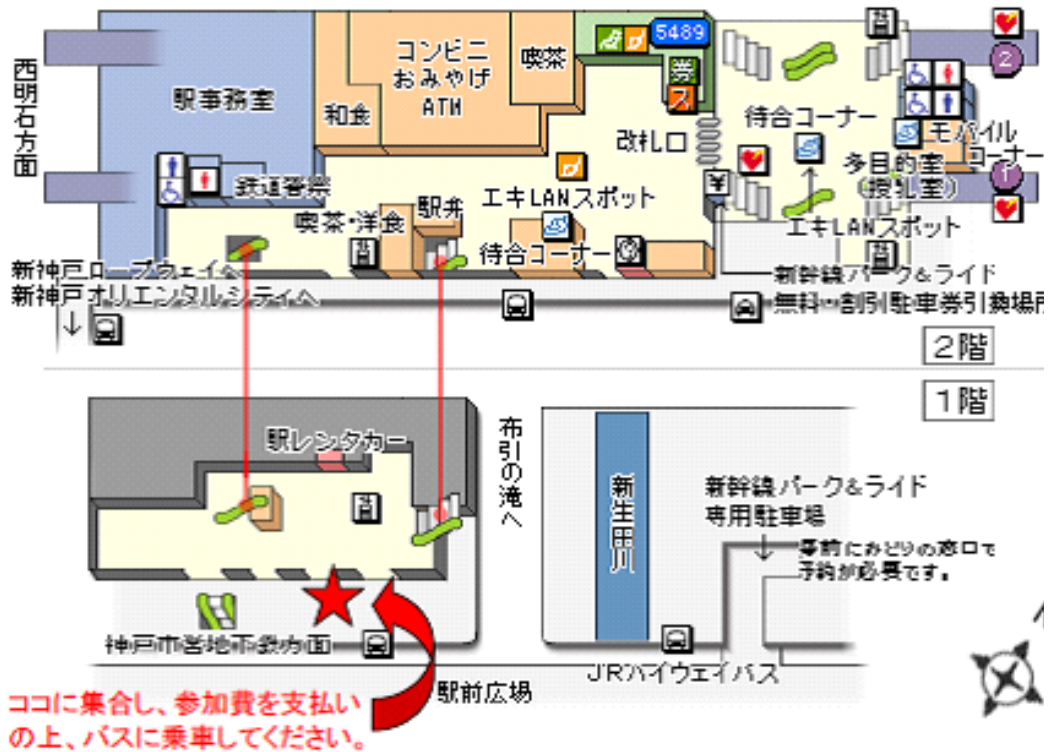 西明石方面
駅事務室
和食
コンビニ
おみやげ
ATM
喫茶
5489
券
ス
改札口
待合コーナー
2
モバイル
コーナー
多目的室
(授乳室)
1
鉄道警察
喫茶・洋食
駅弁
エキLANスポット
待合コーナー
¥
エキLANスポット
新神戸ロープウェイへ
新神戸オリエンタルシティへ
新幹線パーク&ライド
無料・割引駐車券引換場所
2階
1階
駅レンタカー
布引の滝へ
新生田川
新幹線パーク&ライド
専用駐車場
事前にみどりの窓口で
予約が必要です。
神戸市営地下鉄方面
JRハイウェイバス
駅前広場
ココに集合し、参加費を支払い
の上、バスに乗車してください。